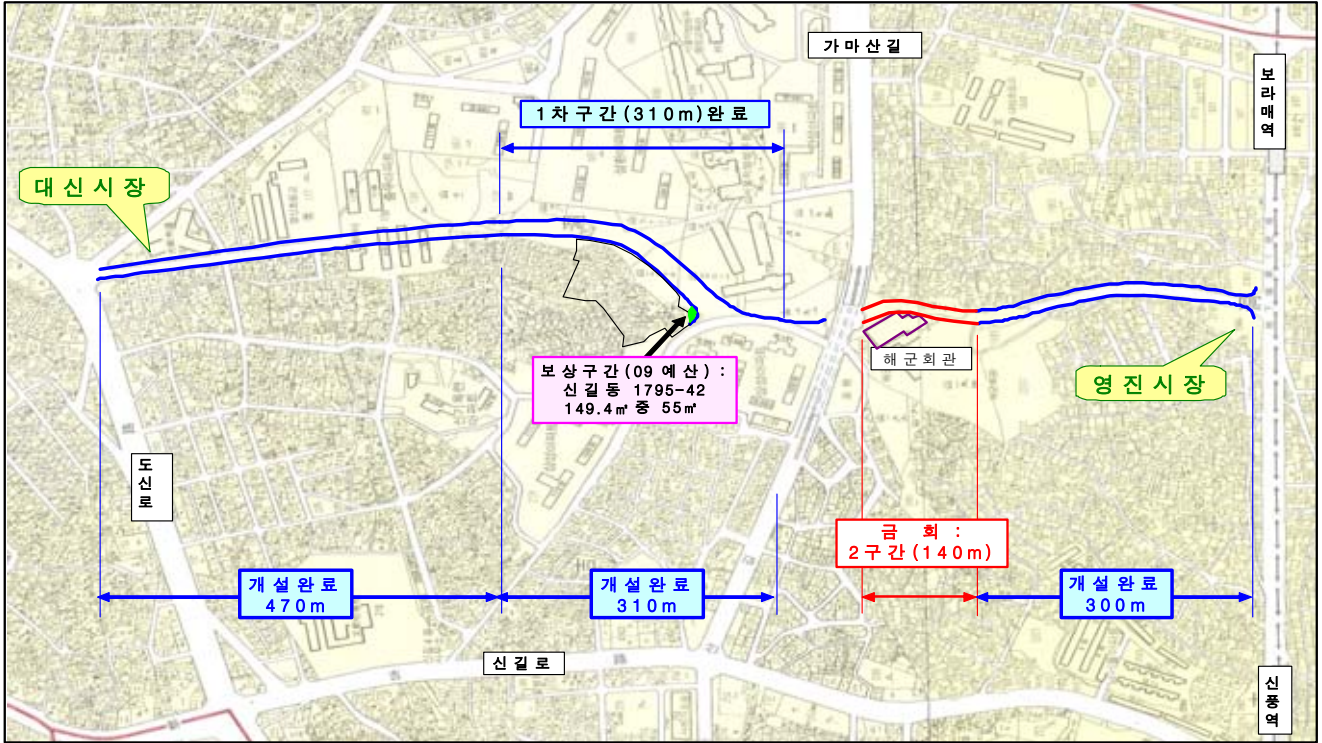 가마산길
보라매역
1차구간(310m)완료
대신시장
해군회관
보상구간(09 예산) :
신길동 1795-42
149.4㎡ 중 55㎡
영진시장
도신로
금 회 :
2구간(140m)
개설완료
470m
개설완료
310m
개설완료
300m
신길로
신풍역